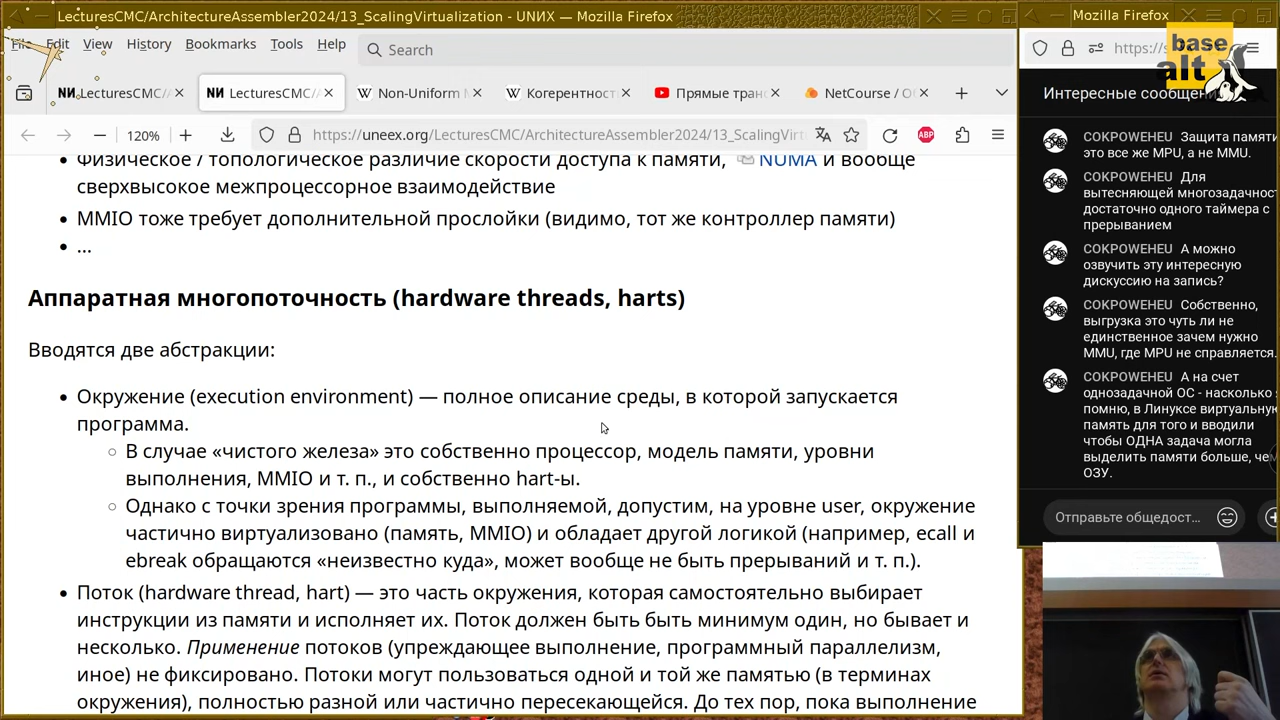 LecturesCMC/ArchitectureAssembler2024/13_ScalingVirtualization - UNИX — Mozilla Firefox
Mozilla Firefox
File Edit View History Bookmarks Tools Help
Search
https://s
base
alt
LecturesCMC/A
LecturesCMC/A
Non-Uniform M
Когерентност
Прямые тран
NetCourse / O
120%
https://uneex.org/LecturesCMC/ArchitectureAssembler2024/13_ScalingVirt
ABP
Физическое / топологическое различие скорости доступа к памяти, NUMA и вообще
сверхвысокое межпроцессорное взаимодействие
MMIO тоже требует дополнительной прослойки (видимо, тот же контроллер памяти)
...
Аппаратная многопоточность (hardware threads, harts)
Вводятся две абстракции:
Окружение (execution environment) — полное описание среды, в которой запускается
программа.
В случае «чистого железа» это собственно процессор, модель памяти, уровни
выполнения, MMIO и т. п., и собственно hart-ы.
Однако с точки зрения программы, выполняемой, допустим, на уровне user, окружение
частично виртуализовано (память, MMIO) и обладает другой логикой (например, ecall и
ebreak обращаются «неизвестно куда», может вообще не быть прерываний и т. п.).
Поток (hardware thread, hart) — это часть окружения, которая самостоятельно выбирает
инструкции из памяти и исполняет их. Поток должен быть быть минимум один, но бывает и
несколько. Применение потоков (упреждающее выполнение, программный параллелизм,
иное) не фиксировано. Потоки могут пользоваться одной и той же памятью (в терминах
окружения), полностью разной или частично пересекающейся. До тех пор, пока выполнение
Интересные сообщени
COKPOWEHEU Защита памяти
это все же MPU, а не MMU.
COKPOWEHEU Для
вытесняющей многозадачност
достаточно одного таймера с
прерыванием
COKPOWEHEU А можно
озвучить эту интересную
дискуссию на запись?
COKPOWEHEU Собственно,
выгрузка это чуть ли не
единственное зачем нужно
MMU, где MPU не справляется.
COKPOWEHEU А на счет
однозадачной ОС - насколько
помню, в Линуксе виртуальную
память для того и вводили
чтобы ОДНА задача могла
выделить памяти больше, че
ОЗУ.
Отправьте общедост...